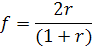 f = 2r / (1 + r)